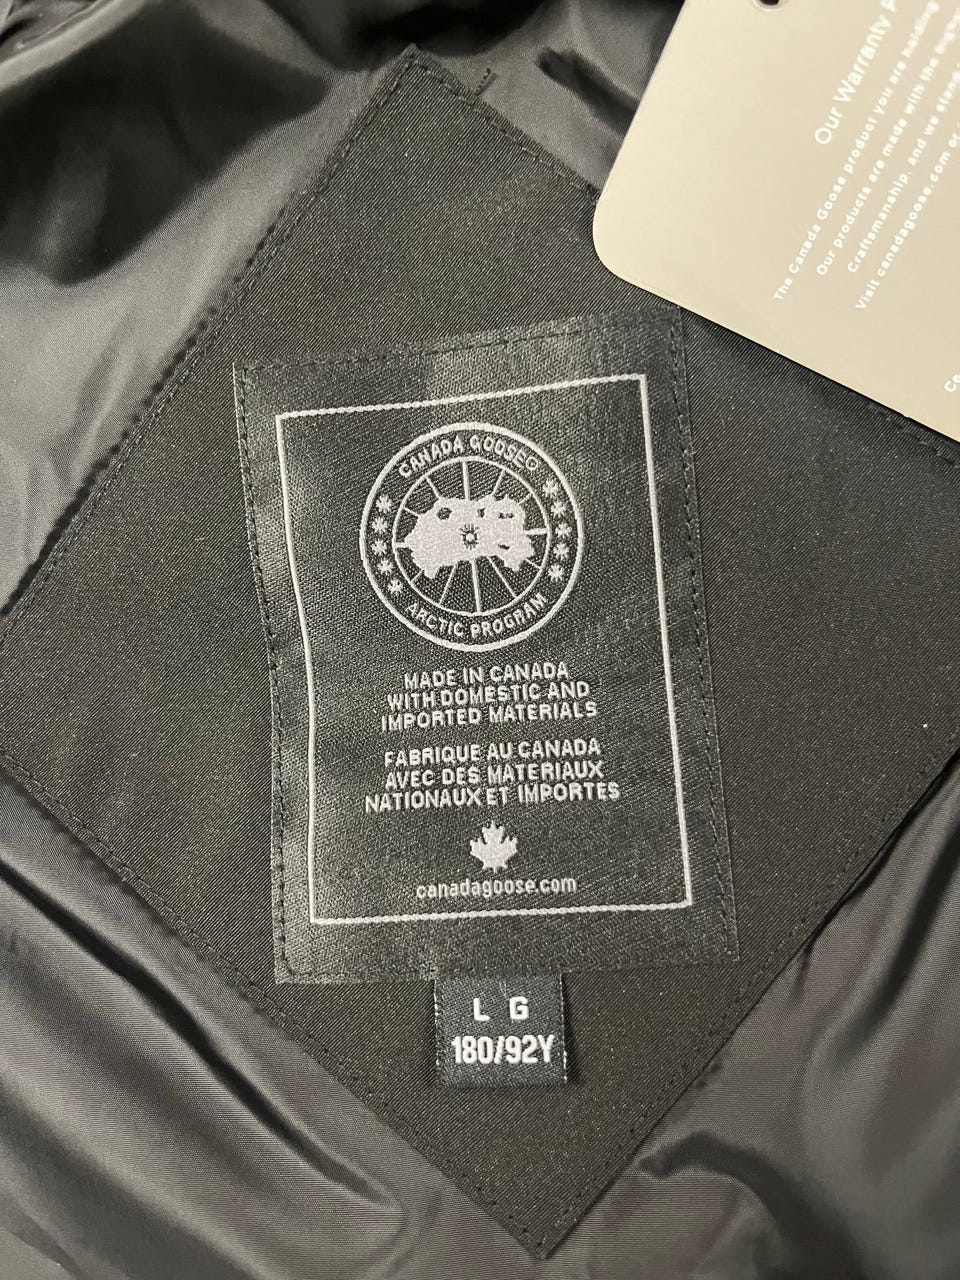 Our Warranty
The Canada Goose product you are holding
Our products are made with the
Craftsmanship, and we stand
Visit canadagoose.com or
Ce
CANADA GOOSE®
ARCTIC PROGRAM
MADE IN CANADA
WITH DOMESTIC AND
IMPORTED MATERIALS
FABRIQUE AU CANADA
AVEC DES MATERIAUX
NATIONAUX ET IMPORTES
canadagoose.com
L G
180/92Y